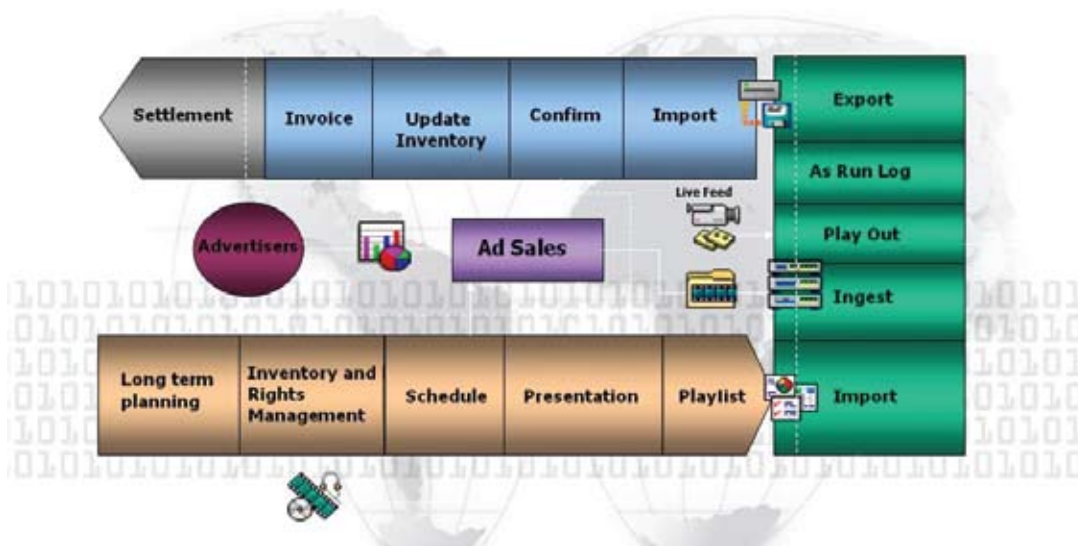 Settlement
Invoice
Update
Inventory
Confirm
Import
Export
As Run Log
Live Feed
Play Out
Advertisers
Ad Sales
Ingest
Long term
planning
Inventory and
Rights
Management
Schedule
Presentation
Playlist
Import